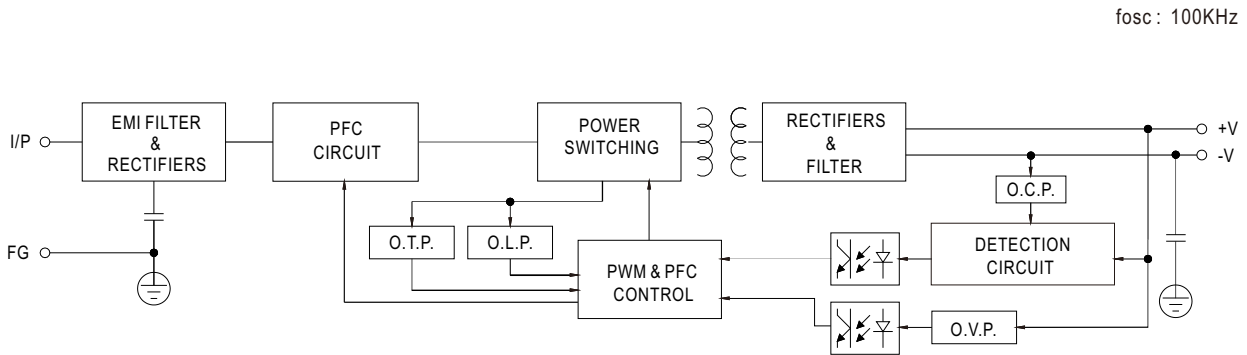 fosc : 100KHz
EMI FILTER
&
RECTIFIERS
PFC
CIRCUIT
POWER
SWITCHING
RECTIFIERS
&
FILTER
I/P
+V
-V
O.C.P.
FG
O.T.P.
O.L.P.
PWM & PFC
CONTROL
DETECTION
CIRCUIT
O.V.P.